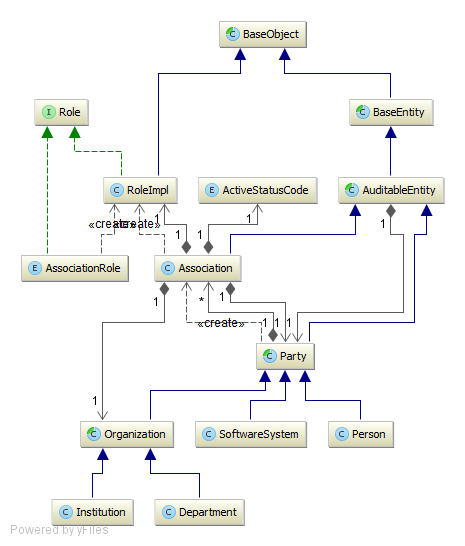 C BaseObject
I Role
C BaseEntity
C RoleImpl
E ActiveStatusCode
C AuditableEntity
1
1
1
1
1
«create»
«create»
E AssociationRole
C Association
1
*
1
«create»
1
1
1
C Party
1
C Organization
C SoftwareSystem
C Person
C Institution
C Department
Powered by yFiles